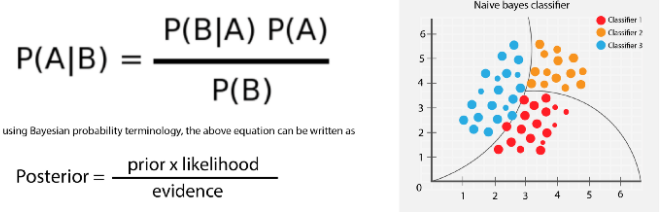 P(A|B) = P(B|A) P(A)
P(B)
using Bayesian probability terminology, the above equation can be written as
Posterior = prior x likelihood
evidence
Naive bayes classifier
Classifier 1
Classifier 2
Classifier 3
6
5
4
3
2
1
0
1 2 3 4 5 6